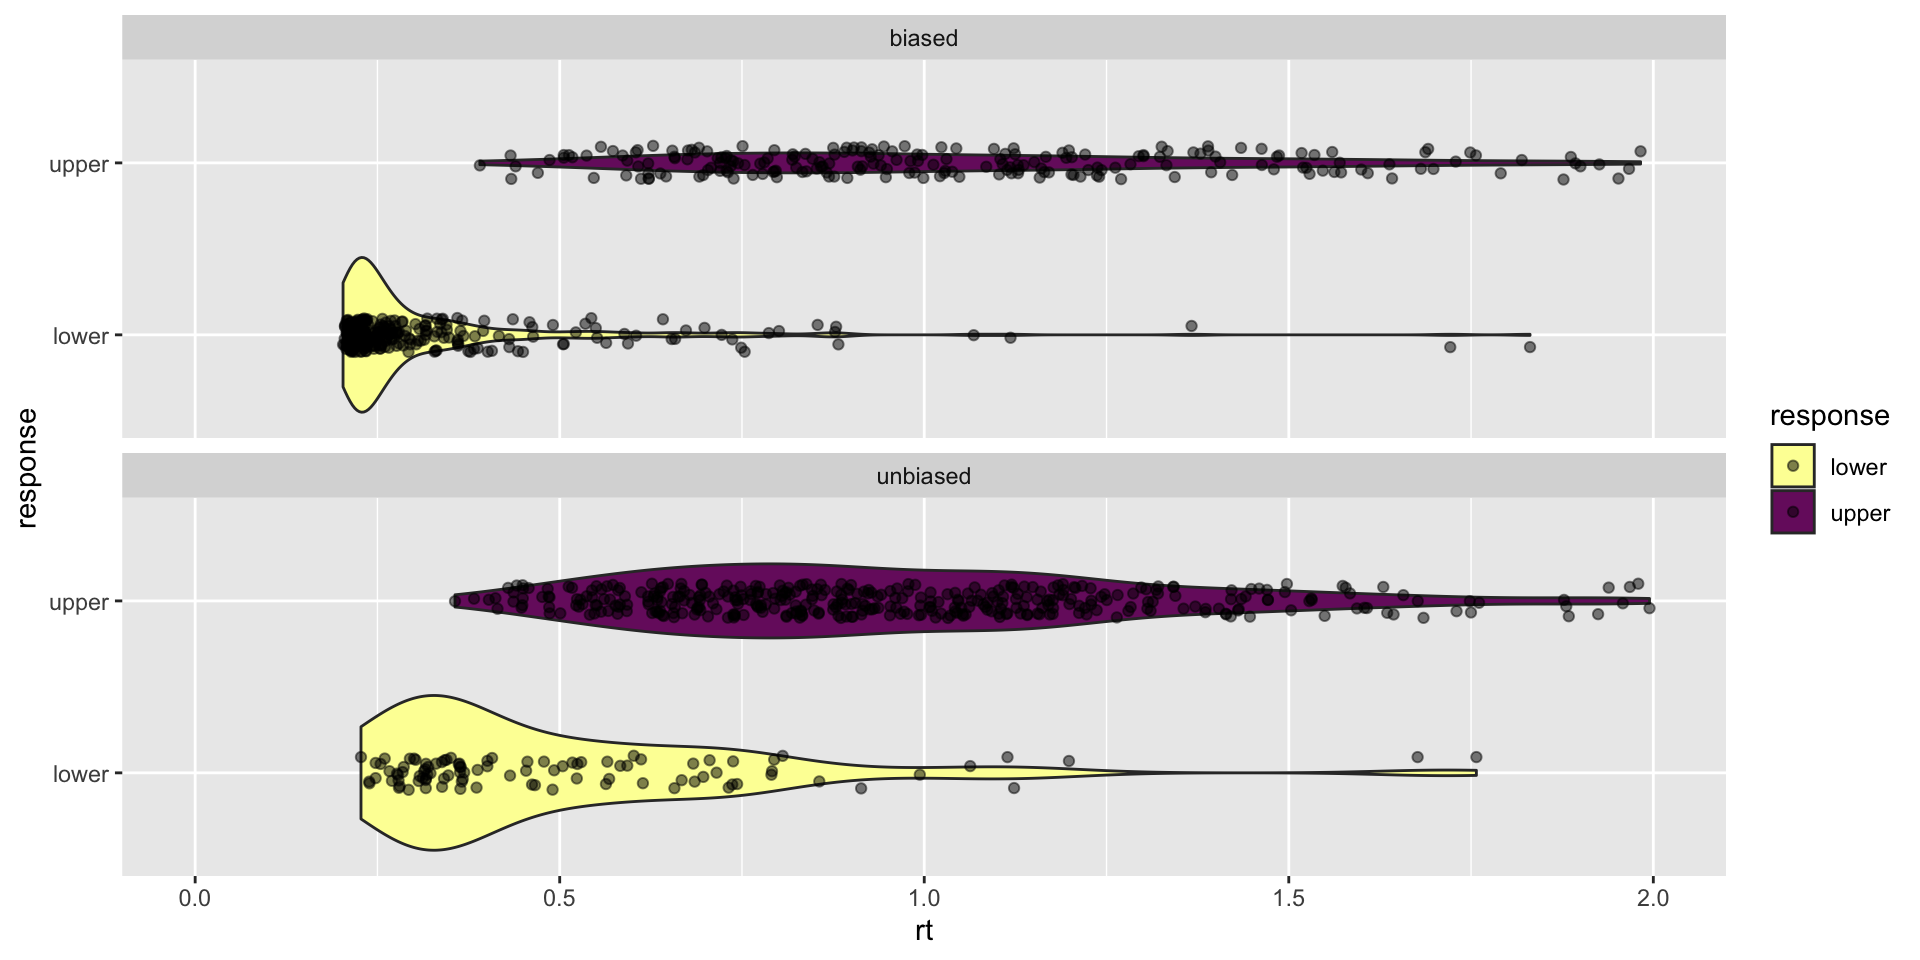 biased
upper
lower
unbiased
upper
lower
0.0 0.5 1.0 1.5 2.0
rt
response
response
lower
upper